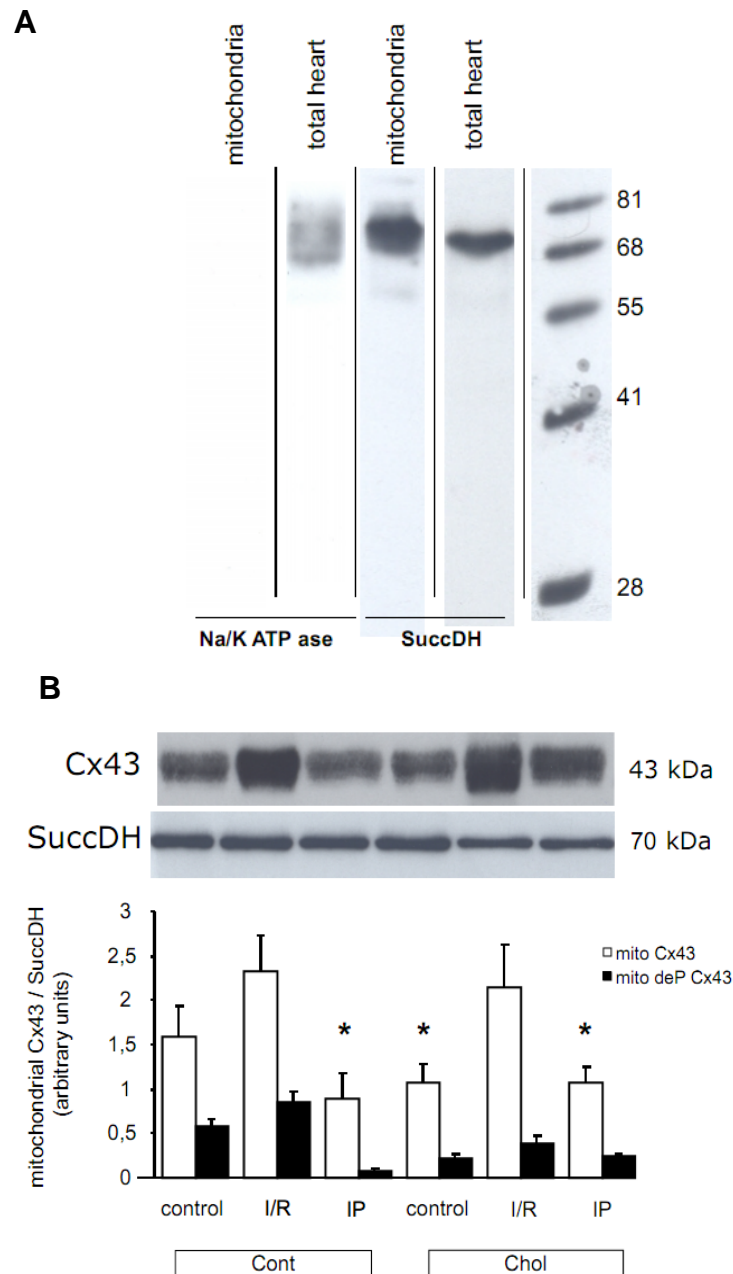 A
mitochondria
total heart
mitochondria
total heart
81
68
55
41
28
Na/K ATP ase
SuccDH
B
Cx43
43 kDa
SuccDH
70 kDa
mitochondrial Cx43 / SuccDH
(arbitrary units)
3
2,5
2
1,5
1
0,5
0
mito Cx43
mito deP Cx43
*
*
*
control
I/R
IP
control
I/R
IP
Cont
Chol